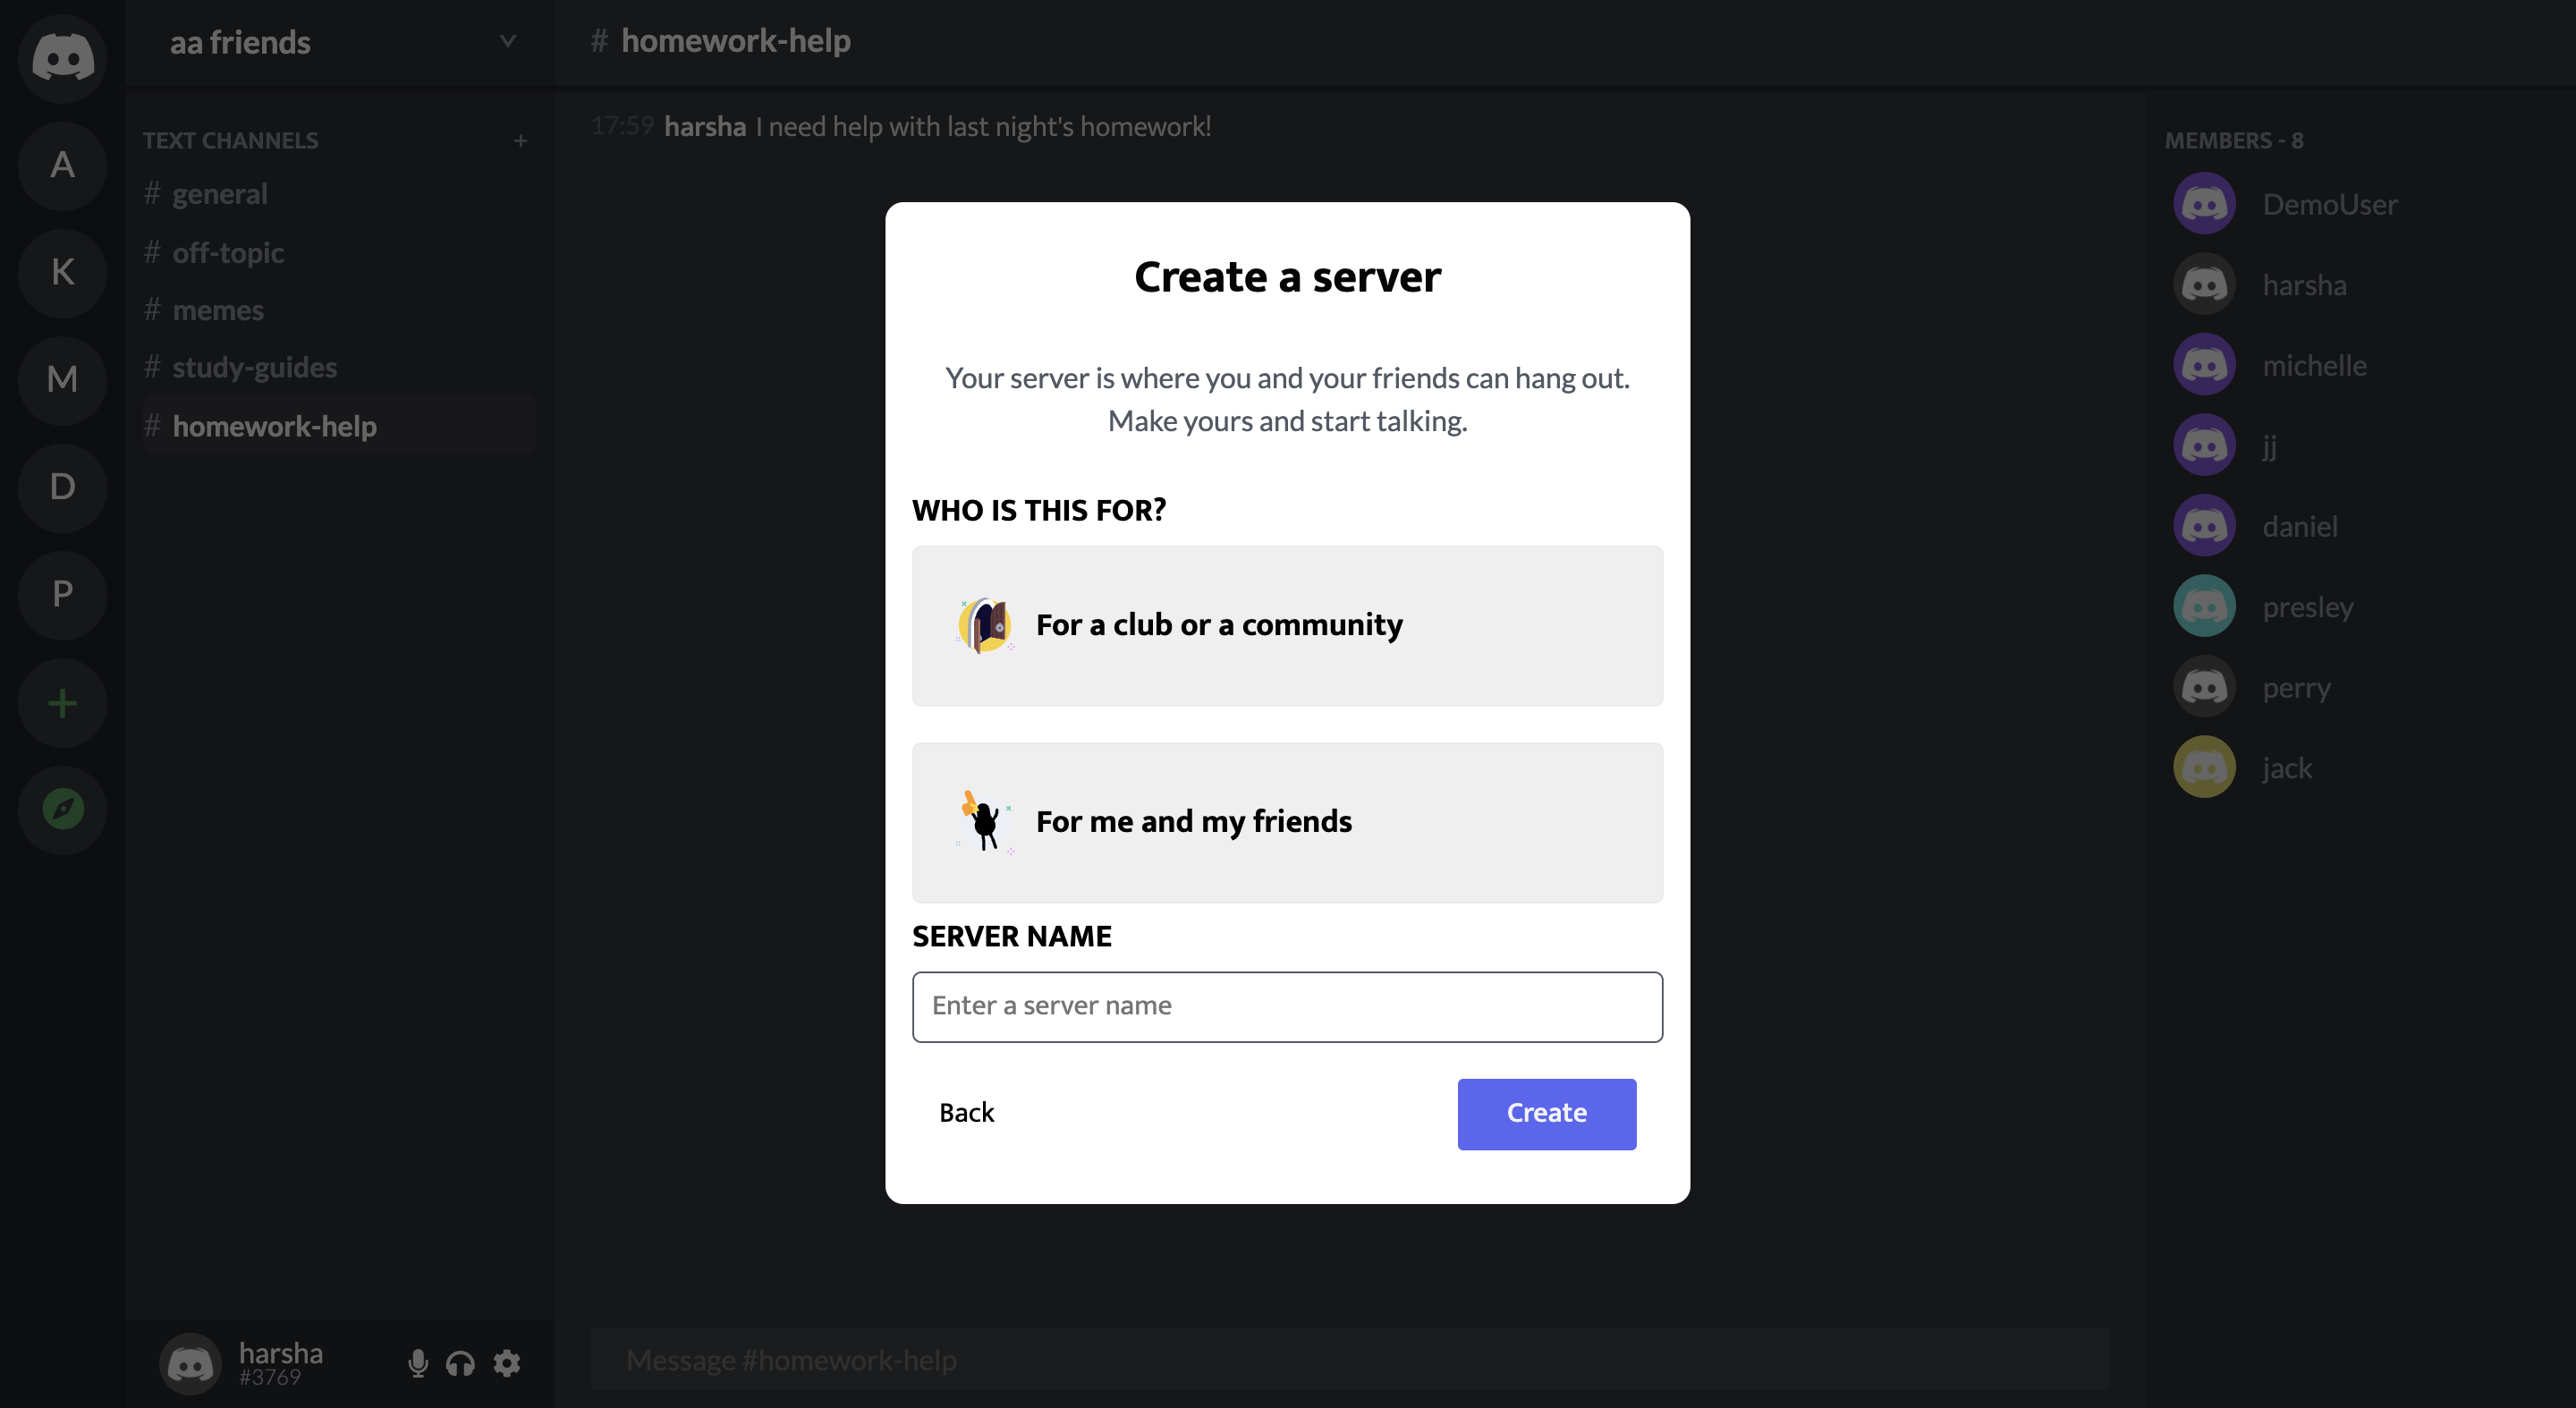 aa friends
# homework-help
A
K
M
D
P
+
TEXT CHANNELS +
# general
# off-topic
# memes
# study-guides
# homework-help
harsha
#3769
17:59 harsha I need help with last night's homework!
Create a server
Your server is where you and your friends can hang out.
Make yours and start talking.
WHO IS THIS FOR?
For a club or a community
For me and my friends
SERVER NAME
Enter a server name
Back
Create
Message #homework-help
MEMBERS - 8
DemoUser
harsha
michelle
jj
daniel
presley
perry
jack